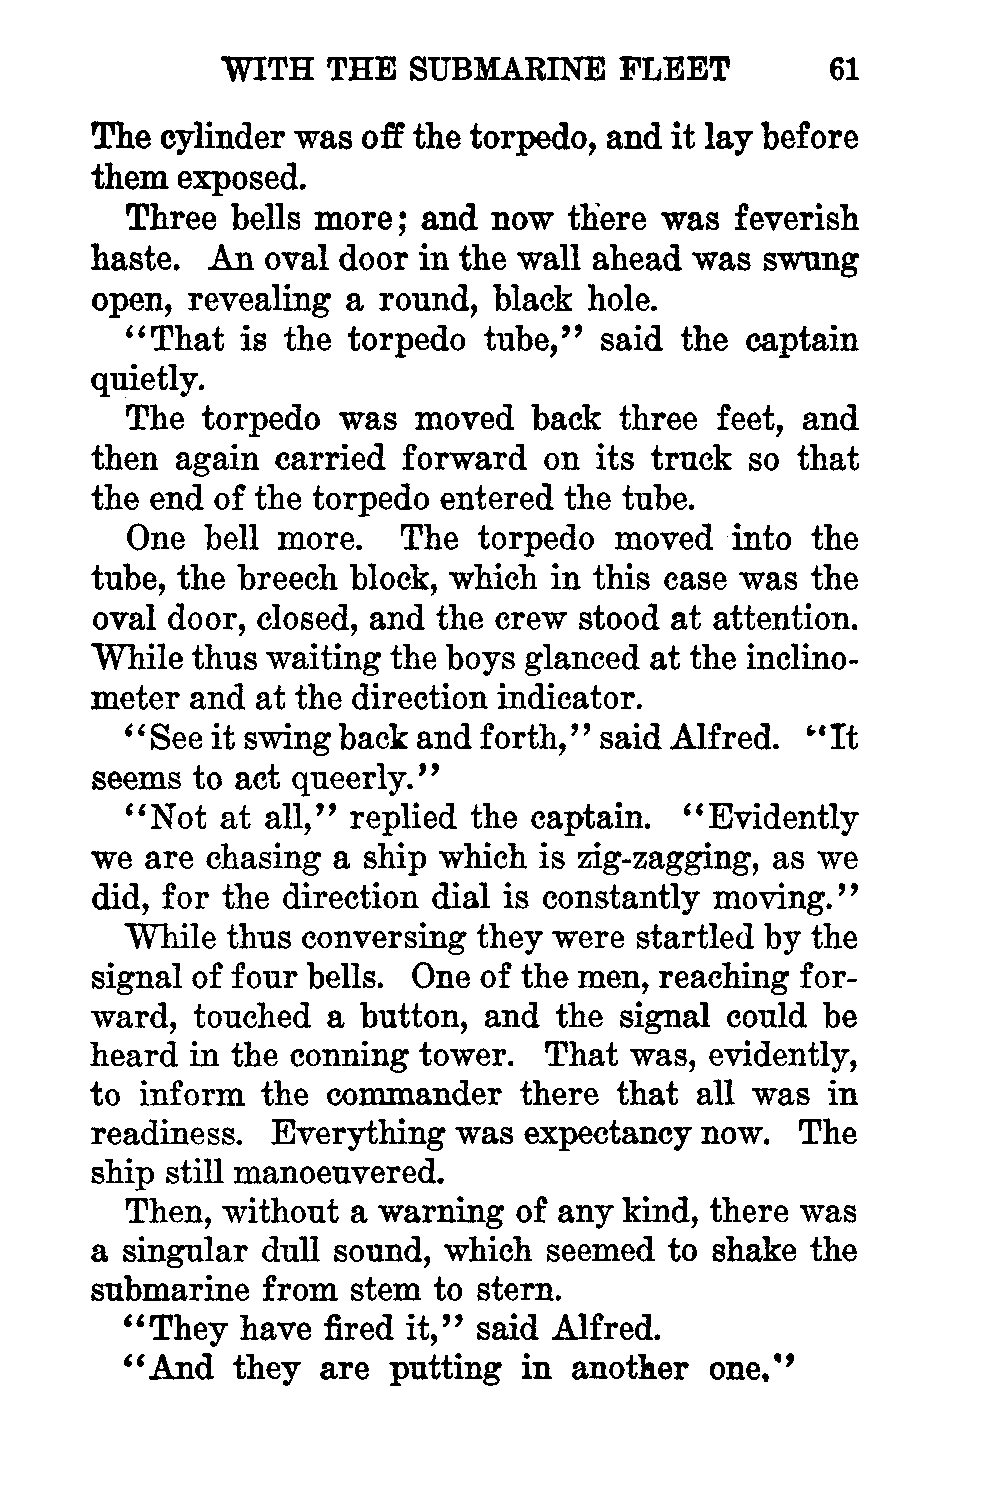 WITH THE SUBMARINE FLEET 61
The cylinder was off the torpedo, and it lay before
them exposed.
Three bells more; and now there was feverish
haste. An oval door in the wall ahead was swung
open, revealing a round, black hole.
“That is the torpedo tube,” said the captain
quietly.
The torpedo was moved back three feet, and
then again carried forward on its truck so that
the end of the torpedo entered the tube.
One bell more. The torpedo moved into the
tube, the breech block, which in this case was the
oval door, closed, and the crew stood at attention.
While thus waiting the boys glanced at the inclino-
meter and at the direction indicator.
“See it swing back and forth,” said Alfred. “It
seems to act queerly.”
“Not at all,” replied the captain. “Evidently
we are chasing a ship which is zig-zagging, as we
did, for the direction dial is constantly moving.”
While thus conversing they were startled by the
signal of four bells. One of the men, reaching for-
ward, touched a button, and the signal could be
heard in the conning tower. That was, evidently,
to inform the commander there that all was in
readiness. Everything was expectancy now. The
ship still manoeuvered.
Then, without a warning of any kind, there was
a singular dull sound, which seemed to shake the
submarine from stem to stern.
“They have fired it,” said Alfred.
“And they are putting in another one.”